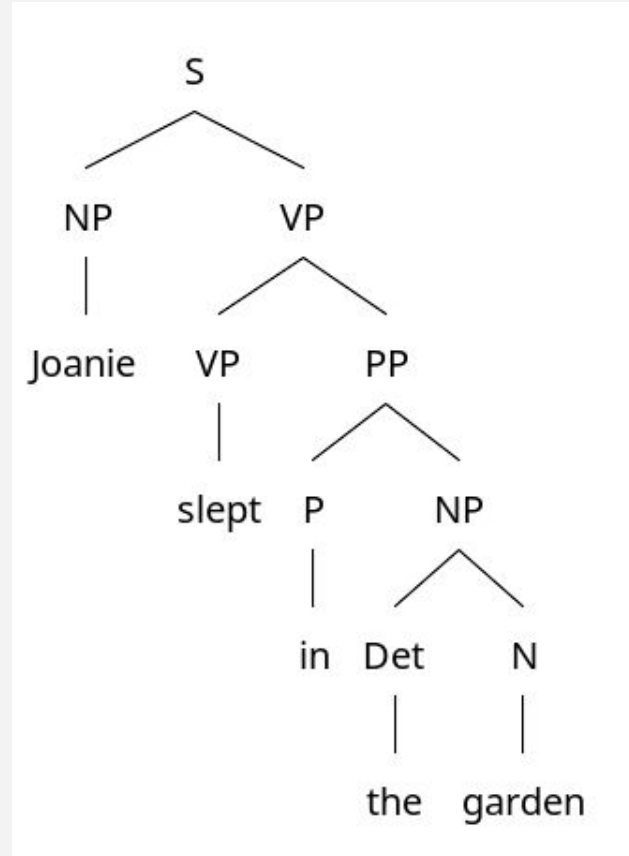 S
NP VP
Joanie VP PP
slept P NP
in Det N
the garden